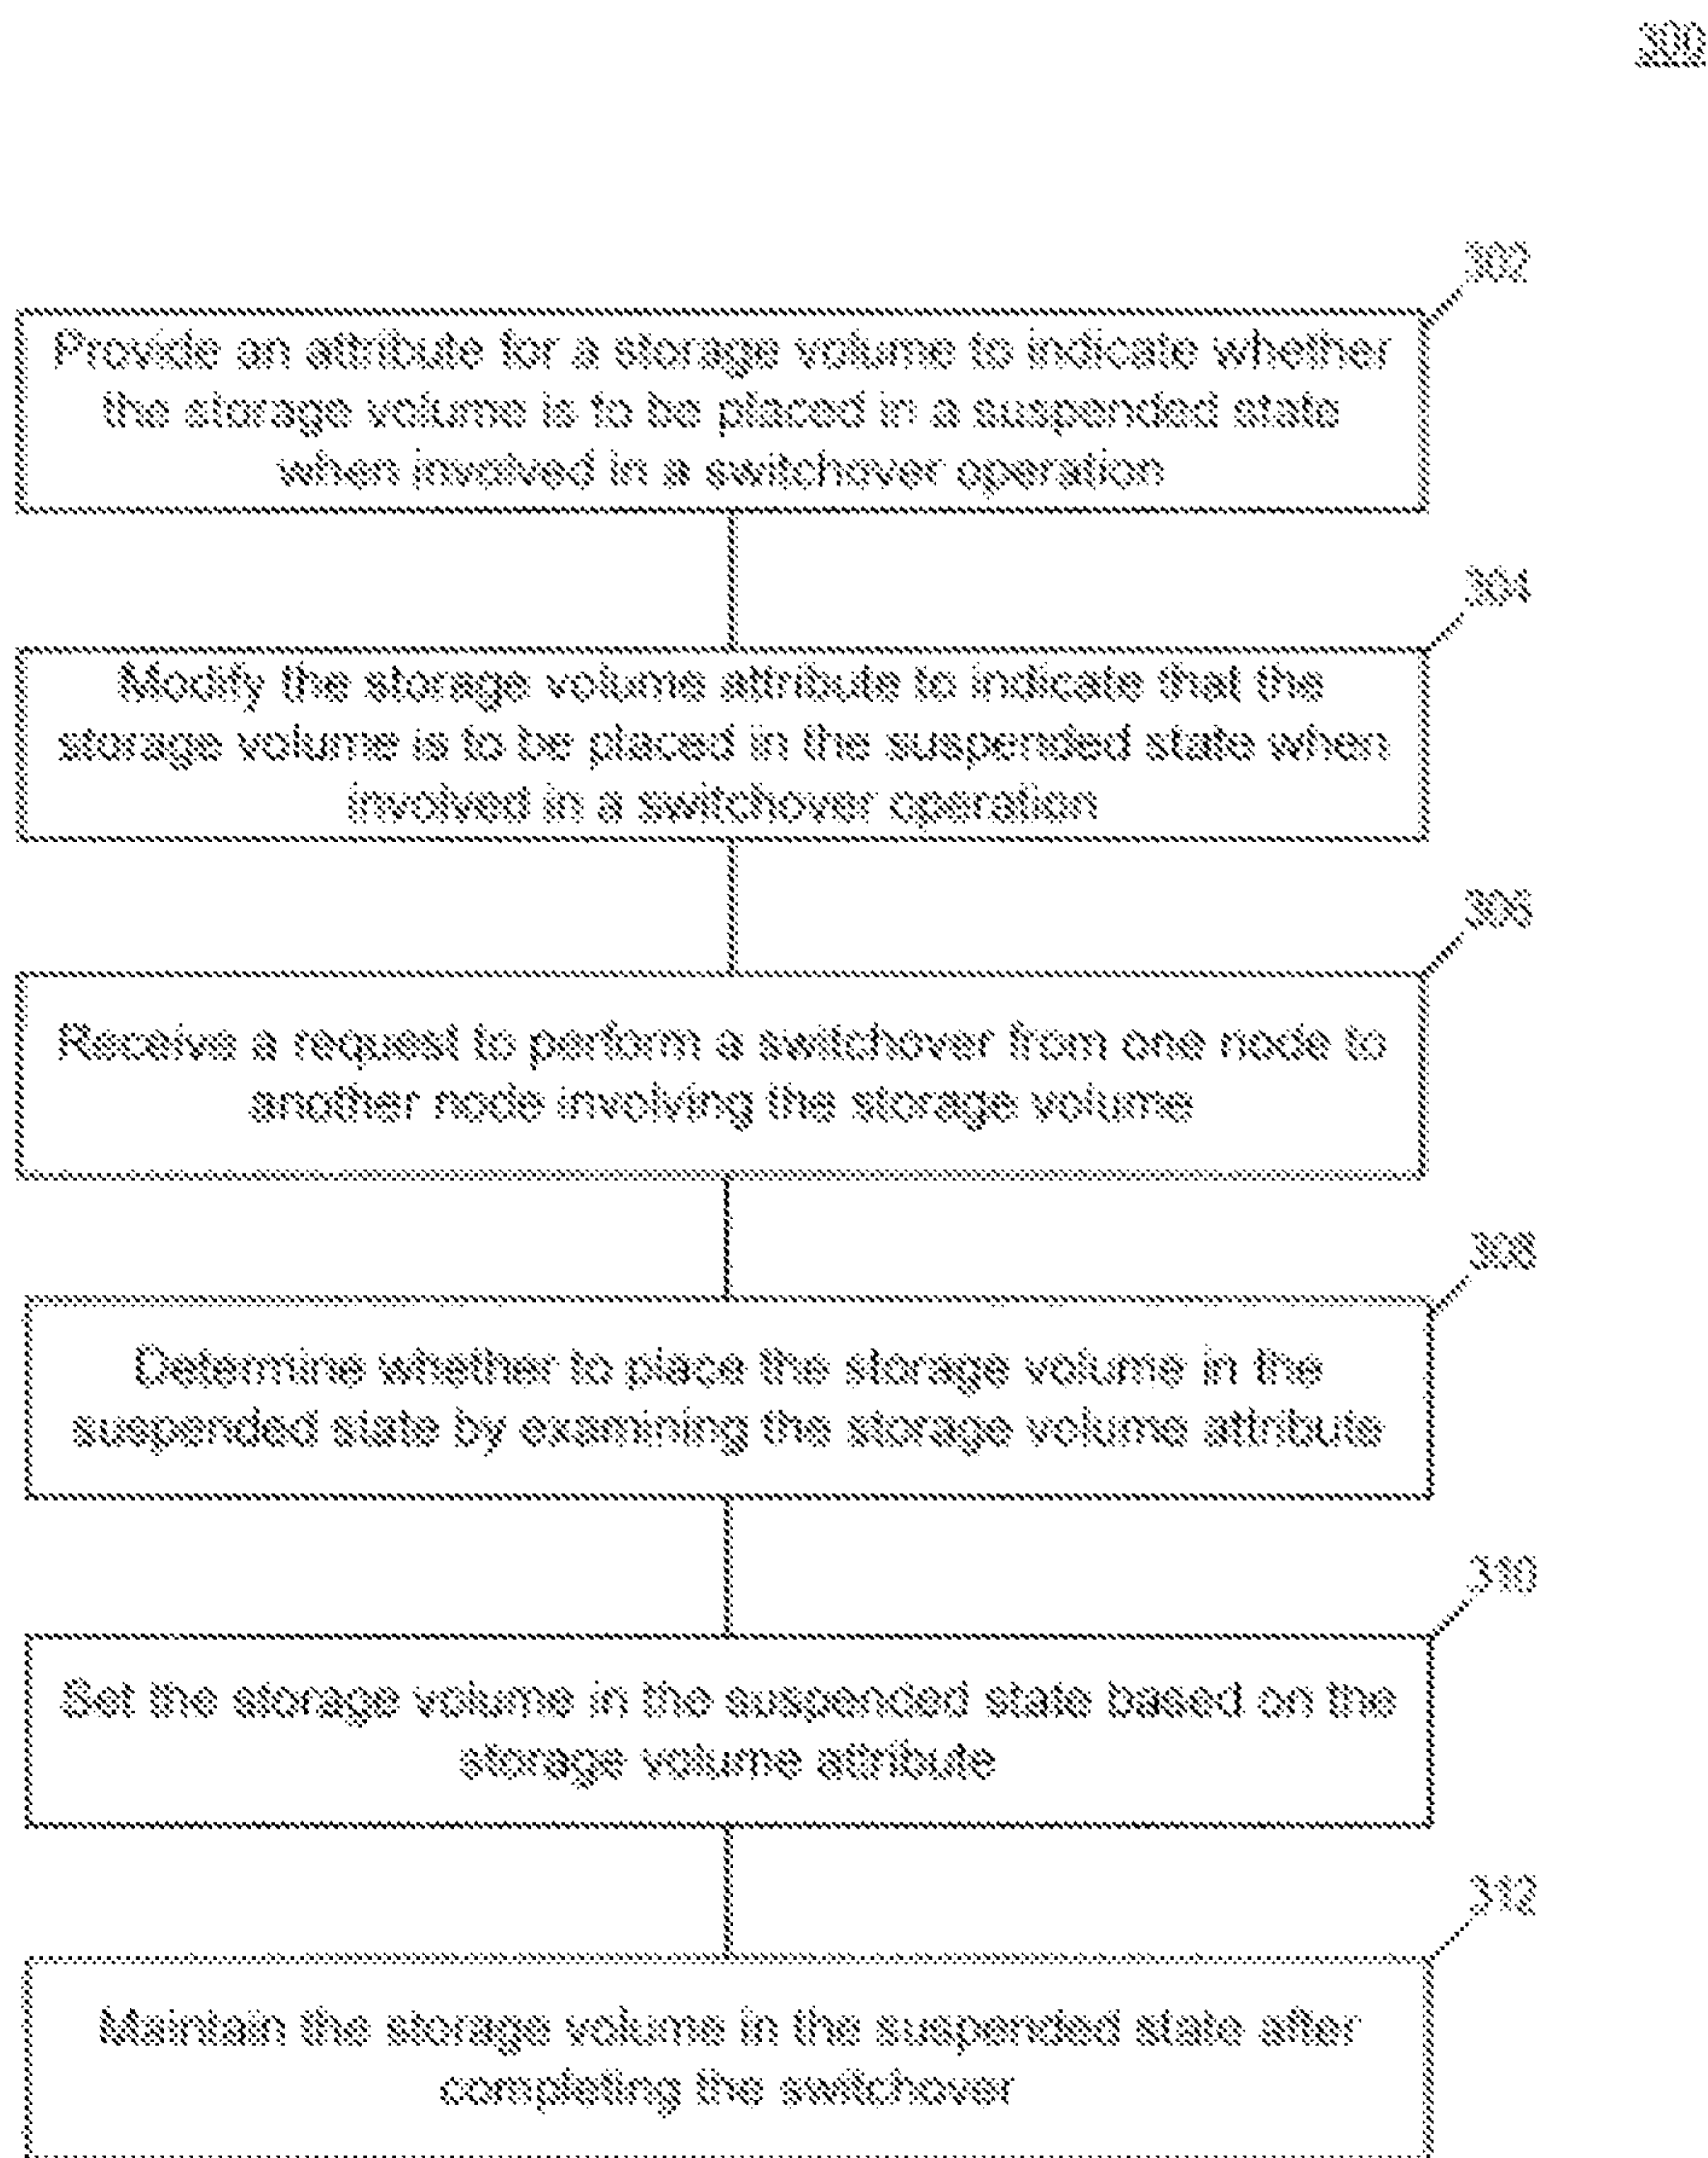 300
302
Provide an attribute for a storage volume to indicate whether
the storage volume is to be placed in a suspended state
when involved in a switchover operation
304
Modify the storage volume attribute to indicate that the
storage volume is to be placed in the suspended state when
involved in a switchover operation
306
Receive a request to perform a switchover from one node to
another node involving the storage volume
308
Determine whether to place the storage volume in the
suspended state by examining the storage volume attribute
310
Set the storage volume in the suspended state based on the
storage volume attribute
312
Maintain the storage volume in the suspended state after
completing the switchover